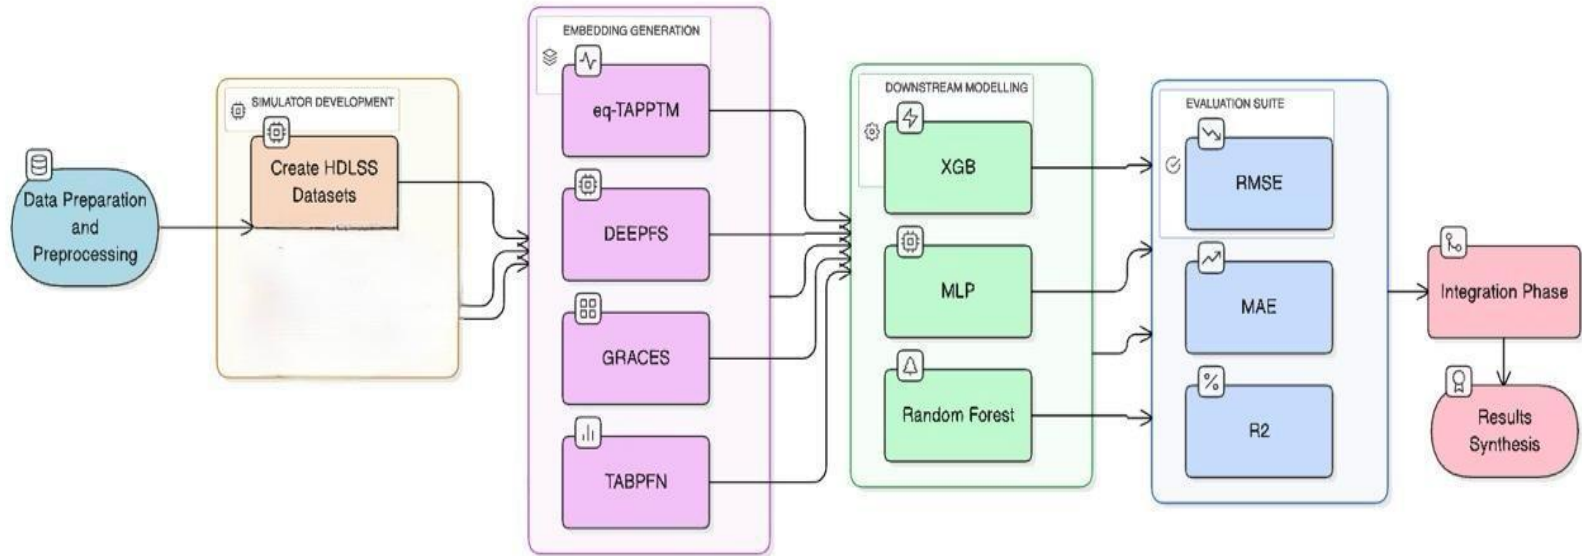 Data Preparation
and
Preprocessing
SIMULATOR DEVELOPMENT
Create HDLSS
Datasets
EMBEDDING GENERATION
eq-TAPPTM
DEEPFS
GRACES
TABPFN
DOWNSTREAM MODELLING
XGB
MLP
Random Forest
EVALUATION SUITE
RMSE
MAE
R2
Integration Phase
Results
Synthesis